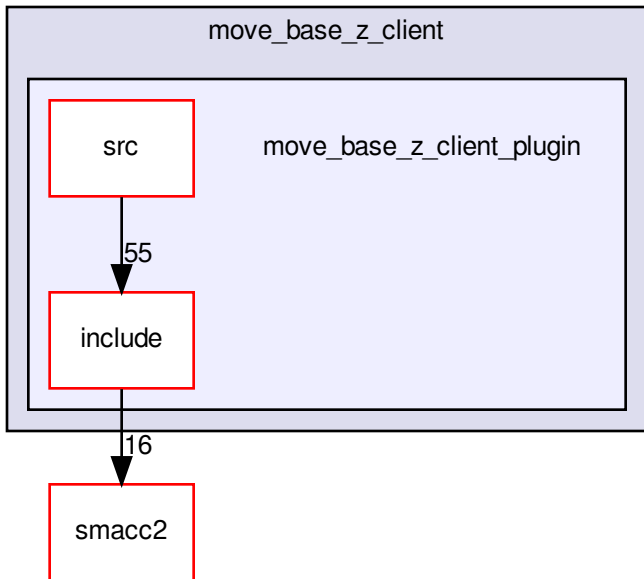 move_base_z_client
src
move_base_z_client_plugin
55
include
16
smacc2